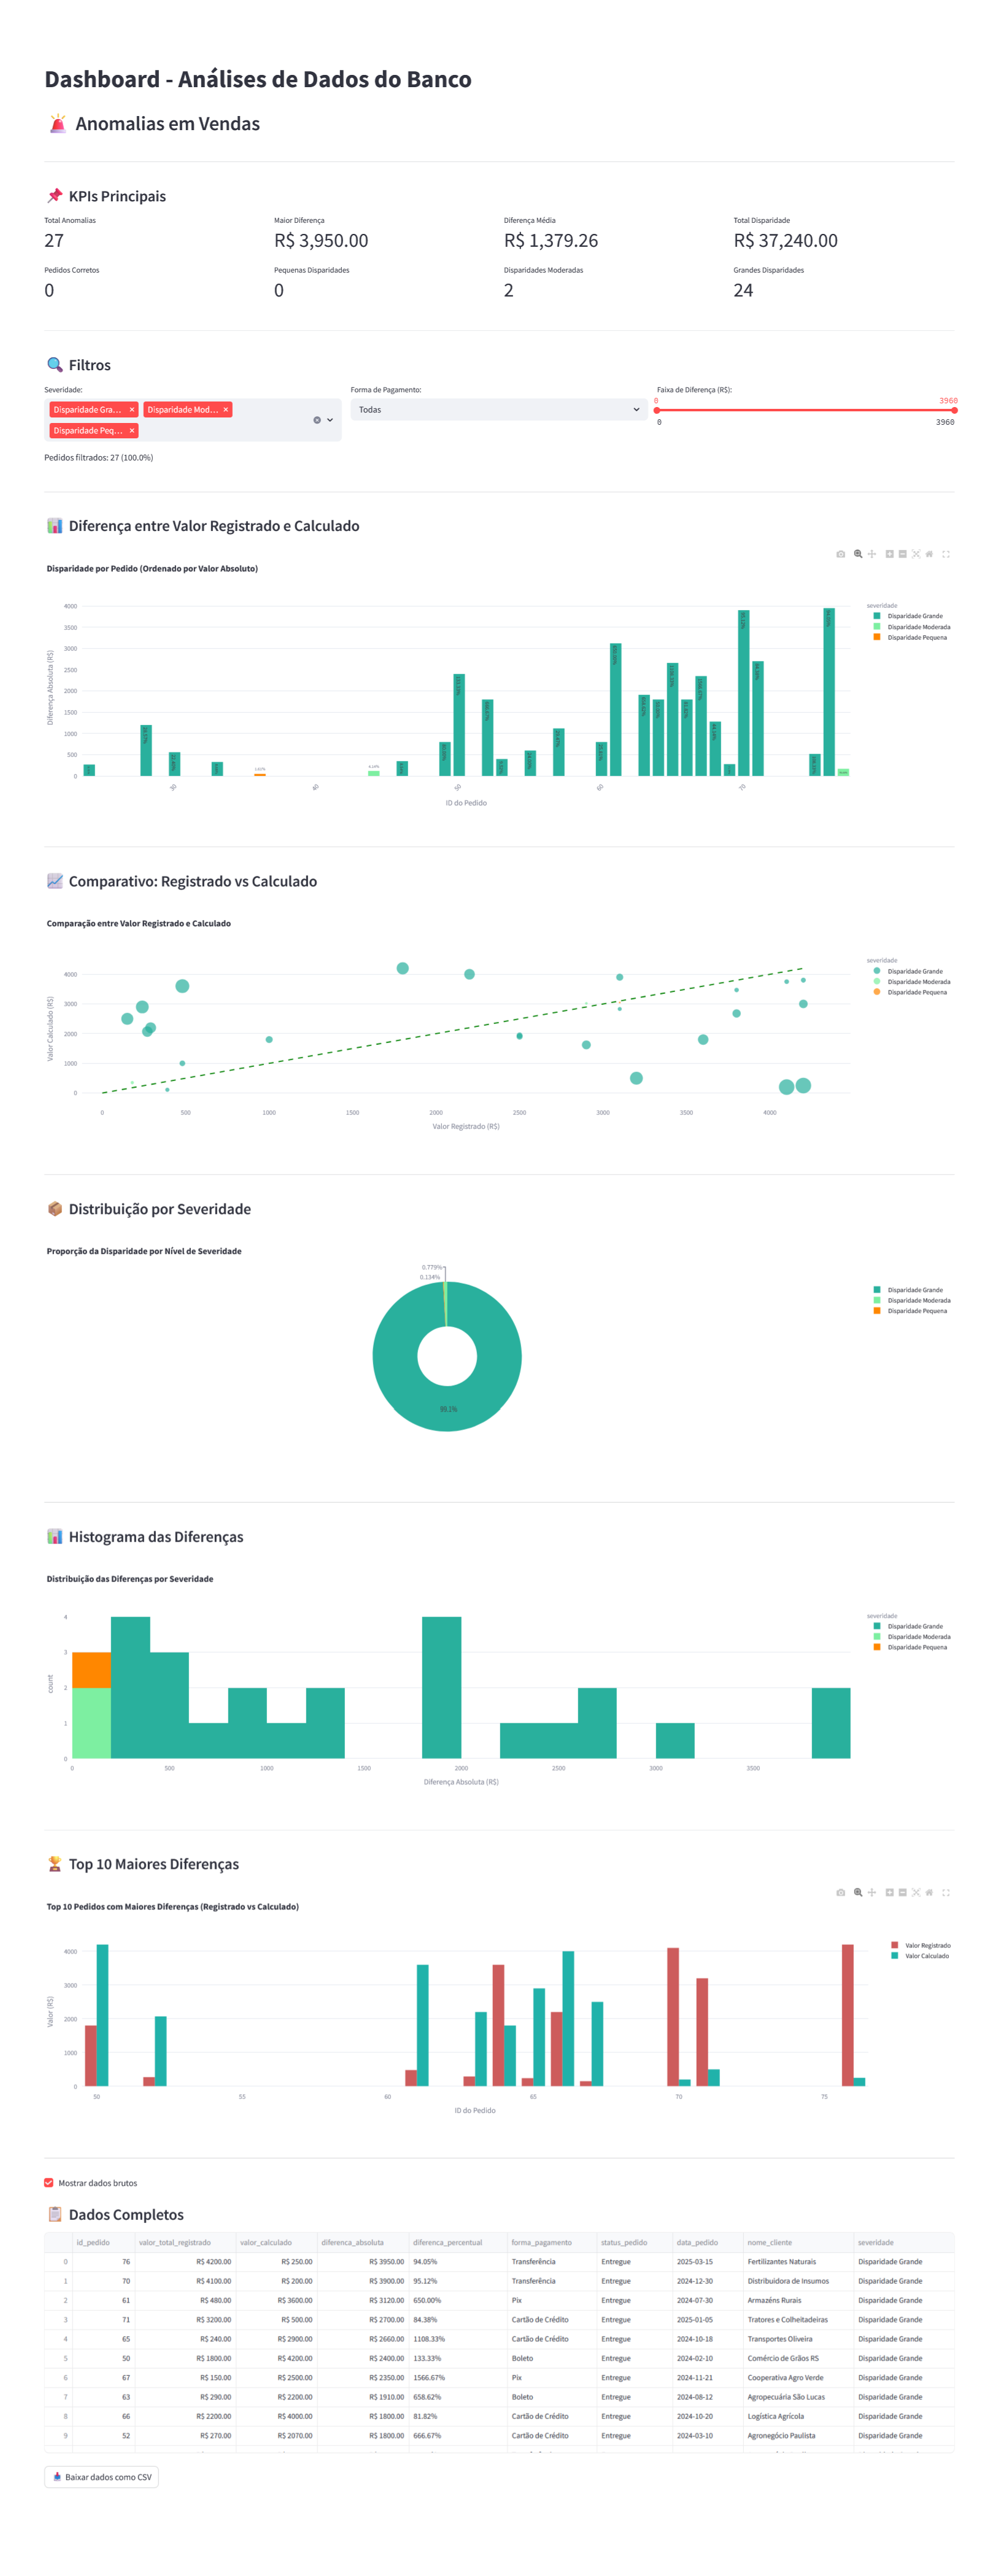 Dashboard - Análises de Dados do Banco
🚨 Anomalias em Vendas
📌 KPIs Principais
Total Anomalias Maior Diferença Diferença Média Total Disparidade
27 R$ 3,950.00 R$ 1,379.26 R$ 37,240.00
Pedidos Corretos Pequenas Disparidades Disparidades Moderadas Grandes Disparidades
0 0 2 24
🔍 Filtros
Severidade: Forma de Pagamento: Faixa de Diferença (R$):
Disparidade Gra... × Disparidade Mod... × Todas 0 3960
Disparidade Peq... × 0 3960
Pedidos filtrados: 27 (100.0%)
📊 Diferença entre Valor Registrado e Calculado
Disparidade por Pedido (Ordenado por Valor Absoluto)
severidade
Disparidade Grande
Disparidade Moderada
Disparidade Pequena
Diferença Absoluta (R$)
4000
3500
3000
2500
2000
1500
1000
500
0
30 40 50 60 70
ID do Pedido
📈 Comparativo: Registrado vs Calculado
Comparação entre Valor Registrado e Calculado
severidade
Disparidade Grande
Disparidade Moderada
Disparidade Pequena
Valor Calculado (R$)
4000
3000
2000
1000
0
0 500 1000 1500 2000 2500 3000 3500 4000
Valor Registrado (R$)
📦 Distribuição por Severidade
Proporção da Disparidade por Nível de Severidade
0.779%
0.134%
99.1%
Disparidade Grande
Disparidade Moderada
Disparidade Pequena
📊 Histograma das Diferenças
Distribuição das Diferenças por Severidade
severidade
Disparidade Grande
Disparidade Moderada
Disparidade Pequena
count
4
3
2
1
0
0 500 1000 1500 2000 2500 3000 3500
Diferença Absoluta (R$)
🏆 Top 10 Maiores Diferenças
Top 10 Pedidos com Maiores Diferenças (Registrado vs Calculado)
Valor Registrado
Valor Calculado
Valor (R$)
4000
3000
2000
1000
0
50 55 60 65 70 75
ID do Pedido
Mostrar dados brutos
📋 Dados Completos
id_pedido valor_total_registrado valor_calculado diferenca_absoluta diferenca_percentual forma_pagamento status_pedido data_pedido nome_cliente severidade
0 76 R$ 4200.00 R$ 250.00 R$ 3950.00 94.05% Transferência Entregue 2025-03-15 Fertilizantes Naturais Disparidade Grande
1 70 R$ 4100.00 R$ 200.00 R$ 3900.00 95.12% Transferência Entregue 2024-12-30 Distribuidora de Insumos Disparidade Grande
2 61 R$ 480.00 R$ 3600.00 R$ 3120.00 650.00% Pix Entregue 2024-07-30 Armazéns Rurais Disparidade Grande
3 71 R$ 3200.00 R$ 500.00 R$ 2700.00 84.38% Cartão de Crédito Entregue 2025-01-05 Tratores e Colheitadeiras Disparidade Grande
4 65 R$ 240.00 R$ 2900.00 R$ 2660.00 1108.33% Cartão de Crédito Entregue 2024-10-18 Transportes Oliveira Disparidade Grande
5 50 R$ 1800.00 R$ 4200.00 R$ 2400.00 133.33% Boleto Entregue 2024-02-10 Comércio de Grãos RS Disparidade Grande
6 67 R$ 150.00 R$ 2500.00 R$ 2350.00 1566.67% Pix Entregue 2024-11-21 Cooperativa Agro Verde Disparidade Grande
7 63 R$ 290.00 R$ 2200.00 R$ 1910.00 658.62% Boleto Entregue 2024-08-12 Agropecuária São Lucas Disparidade Grande
8 66 R$ 2200.00 R$ 4000.00 R$ 1800.00 81.82% Cartão de Crédito Entregue 2024-10-20 Logística Agrícola Disparidade Grande
9 52 R$ 270.00 R$ 2070.00 R$ 1800.00 666.67% Cartão de Crédito Entregue 2024-03-10 Agronegócio Paulista Disparidade Grande
📥 Baixar dados como CSV